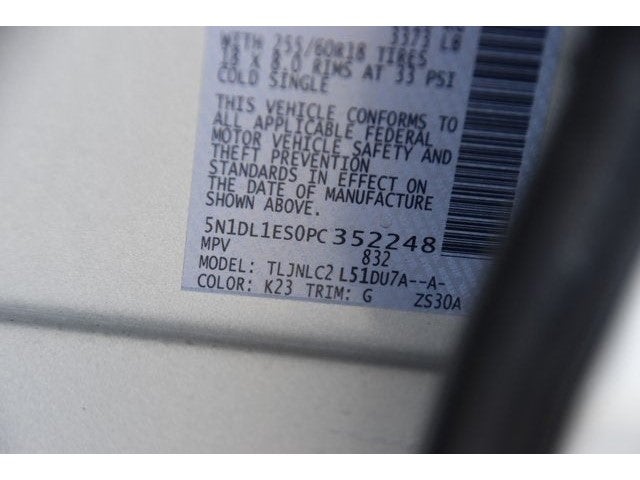 3373 LB
WITH 255/60R18 TIRES
18 X 8.0 RIMS AT 33 PSI
COLD SINGLE
THIS VEHICLE CONFORMS TO
ALL APPLICABLE FEDERAL
MOTOR VEHICLE SAFETY AND
THEFT PREVENTION
STANDARDS IN EFFECT ON
THE DATE OF MANUFACTURE
SHOWN ABOVE.
5N1DL1ES0PC352248
MPV 832
MODEL: TLJNLC2 L51DU7A--A-
COLOR: K23 TRIM: G ZS30A